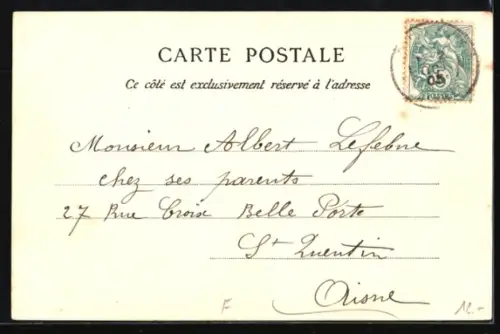 CARTE POSTALE
Ce côté est exclusivement réservé à l'adresse
05
Monsieur Albert Lefebvre
chez ses parents
27 Rue Croix Belle Porte
St Quentin
Aisne
F
12.-